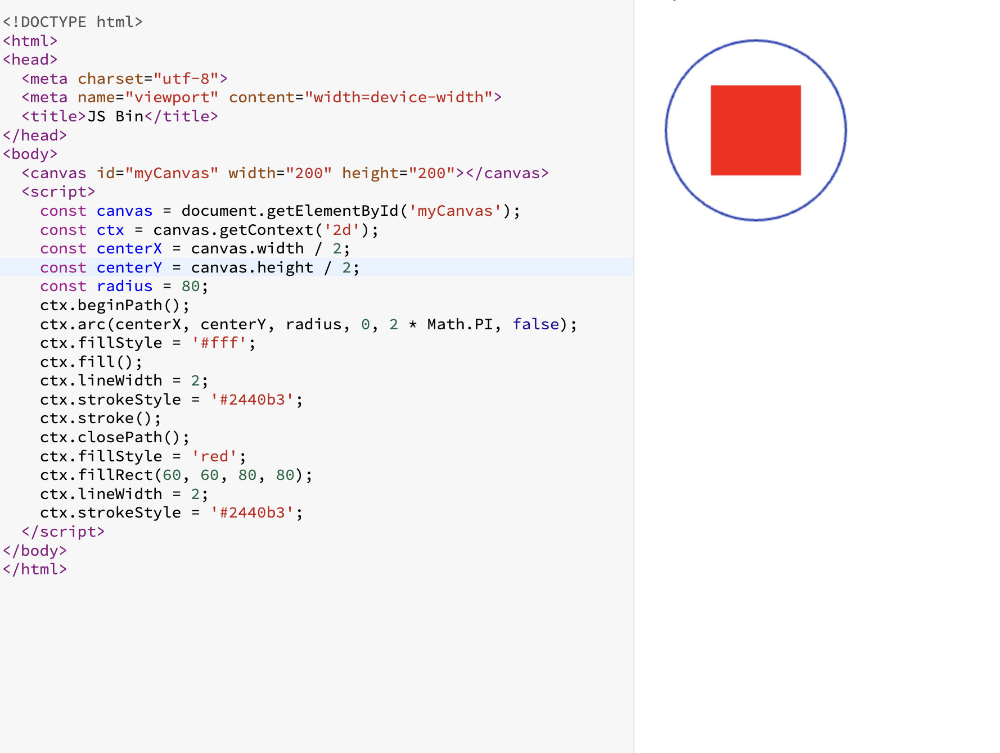 <!DOCTYPE html>
<html>
<head>
  <meta charset="utf-8">
  <meta name="viewport" content="width=device-width">
  <title>JS Bin</title>
</head>
<body>
  <canvas id="myCanvas" width="200" height="200"></canvas>
  <script>
    const canvas = document.getElementById('myCanvas');
    const ctx = canvas.getContext('2d');
    const centerX = canvas.width / 2;
    const centerY = canvas.height / 2;
    const radius = 80;
    ctx.beginPath();
    ctx.arc(centerX, centerY, radius, 0, 2 * Math.PI, false);
    ctx.fillStyle = '#fff';
    ctx.fill();
    ctx.lineWidth = 2;
    ctx.strokeStyle = '#2440b3';
    ctx.stroke();
    ctx.closePath();
    ctx.fillStyle = 'red';
    ctx.fillRect(60, 60, 80, 80);
    ctx.lineWidth = 2;
    ctx.strokeStyle = '#2440b3';
  </script>
</body>
</html>